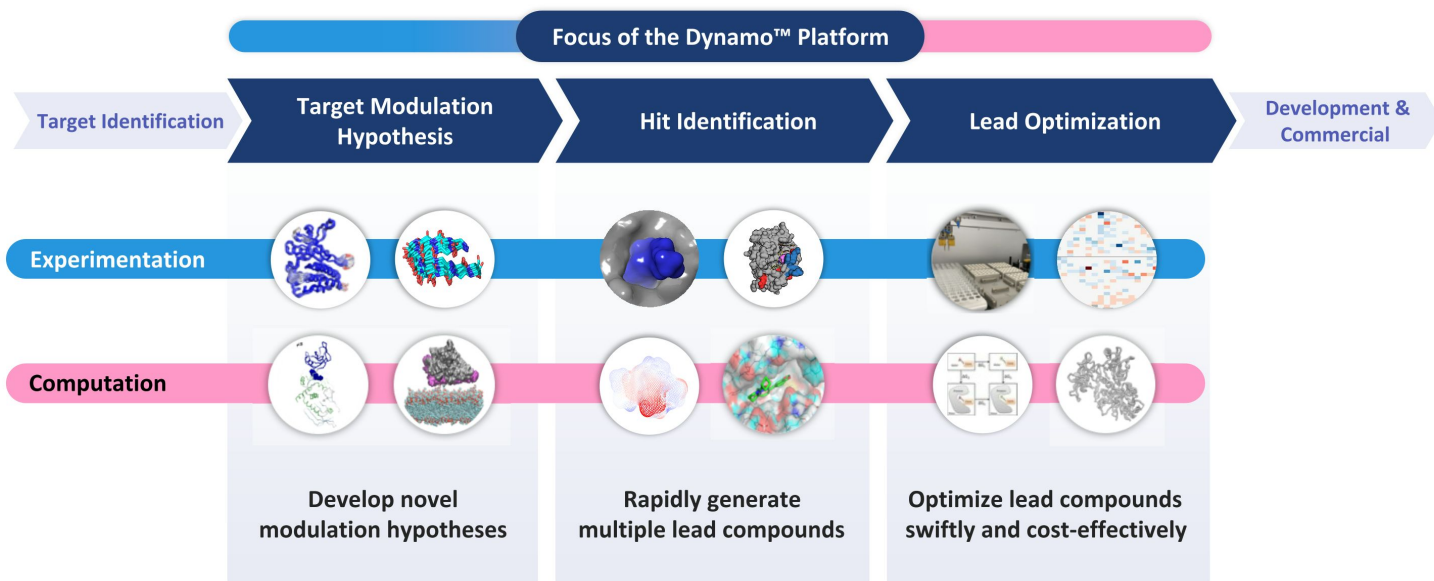 Focus of the Dynamo™ Platform
Target Identification
Target Modulation
Hypothesis
Hit Identification
Lead Optimization
Development &
Commercial
Experimentation
Computation
Develop novel
modulation hypotheses
Rapidly generate
multiple lead compounds
Optimize lead compounds
swiftly and cost-effectively